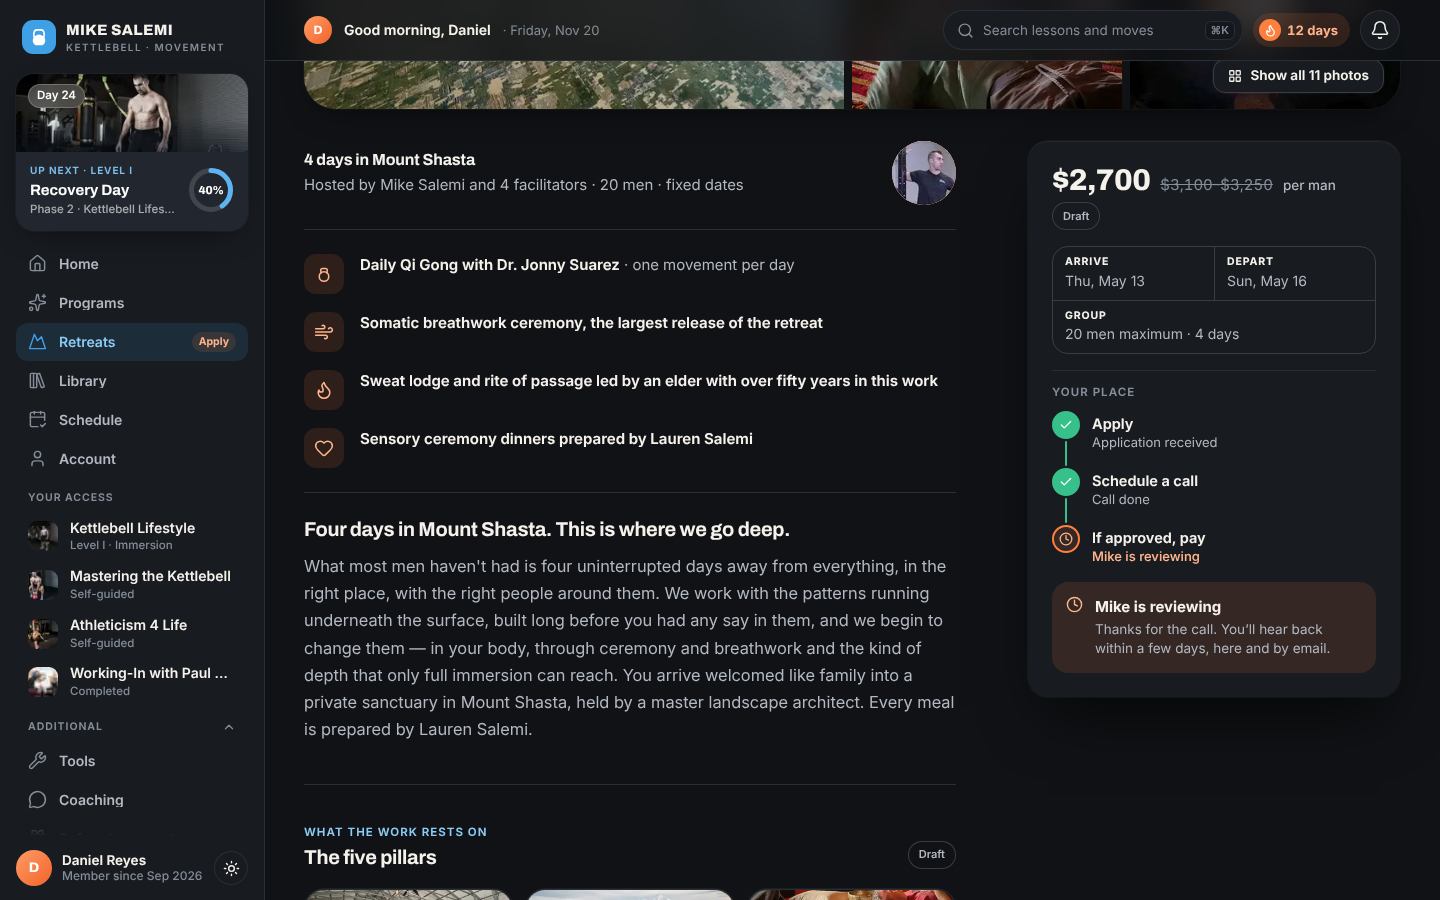 MIKE SALEMI
KETTLEBELL · MOVEMENT
Day 24
UP NEXT · LEVEL I
Recovery Day
Phase 2 · Kettlebell Lifes...
40%
Home
Programs
Retreats
Apply
Library
Schedule
Account
YOUR ACCESS
Kettlebell Lifestyle
Level I · Immersion
Mastering the Kettlebell
Self-guided
Athleticism 4 Life
Self-guided
Working-In with Paul ...
Completed
ADDITIONAL
Tools
Coaching
D
Daniel Reyes
Member since Sep 2026
D
Good morning, Daniel · Friday, Nov 20
Search lessons and moves
⌘K
12 days
Show all 11 photos
4 days in Mount Shasta
Hosted by Mike Salemi and 4 facilitators · 20 men · fixed dates
Daily Qi Gong with Dr. Jonny Suarez · one movement per day
Somatic breathwork ceremony, the largest release of the retreat
Sweat lodge and rite of passage led by an elder with over fifty years in this work
Sensory ceremony dinners prepared by Lauren Salemi
Four days in Mount Shasta. This is where we go deep.
What most men haven't had is four uninterrupted days away from everything, in the
right place, with the right people around them. We work with the patterns running
underneath the surface, built long before you had any say in them, and we begin to
change them — in your body, through ceremony and breathwork and the kind of
depth that only full immersion can reach. You arrive welcomed like family into a
private sanctuary in Mount Shasta, held by a master landscape architect. Every meal
is prepared by Lauren Salemi.
WHAT THE WORK RESTS ON
The five pillars
Draft
$2,700 $3,100–$3,250 per man
Draft
ARRIVE
Thu, May 13
DEPART
Sun, May 16
GROUP
20 men maximum · 4 days
YOUR PLACE
Apply
Application received
Schedule a call
Call done
If approved, pay
Mike is reviewing
Mike is reviewing
Thanks for the call. You’ll hear back
within a few days, here and by email.